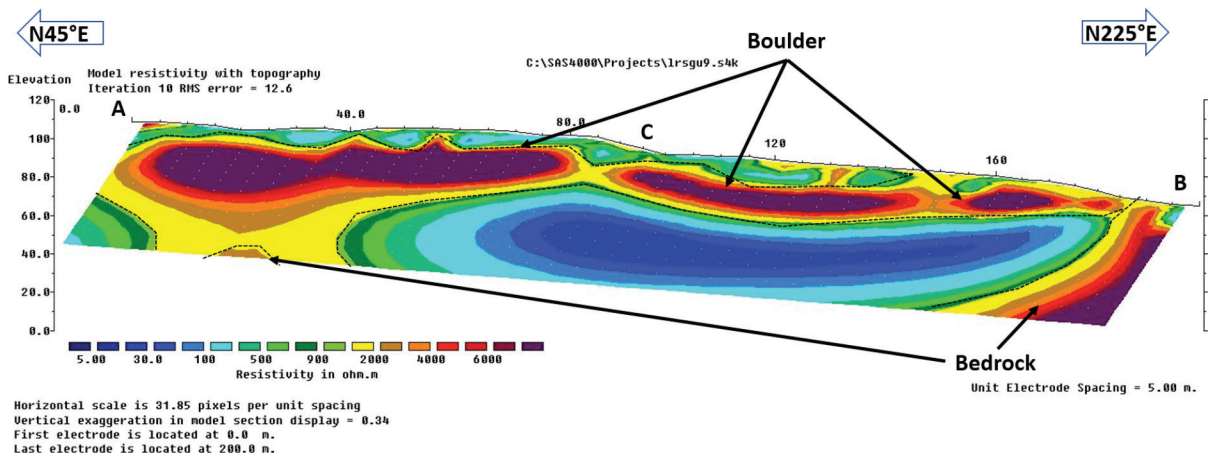 N45°E
N225°E
Boulder
C:\SAS4000\Projects\lrsgu9.s4k
Elevation
Model resistivity with topography
Iteration 10 RMS error = 12.6
120
0.0
A
40.0
80.0
C
120
160
B
100
80.0
60.0
40.0
20.0
0.0
5.00 30.0 100 500 900 2000 4000 6000
Resistivity in ohm.m
Bedrock
Unit Electrode Spacing = 5.00 m.
Horizontal scale is 31.85 pixels per unit spacing
Vertical exaggeration in model section display = 0.34
First electrode is located at 0.0 m.
Last electrode is located at 200.0 m.